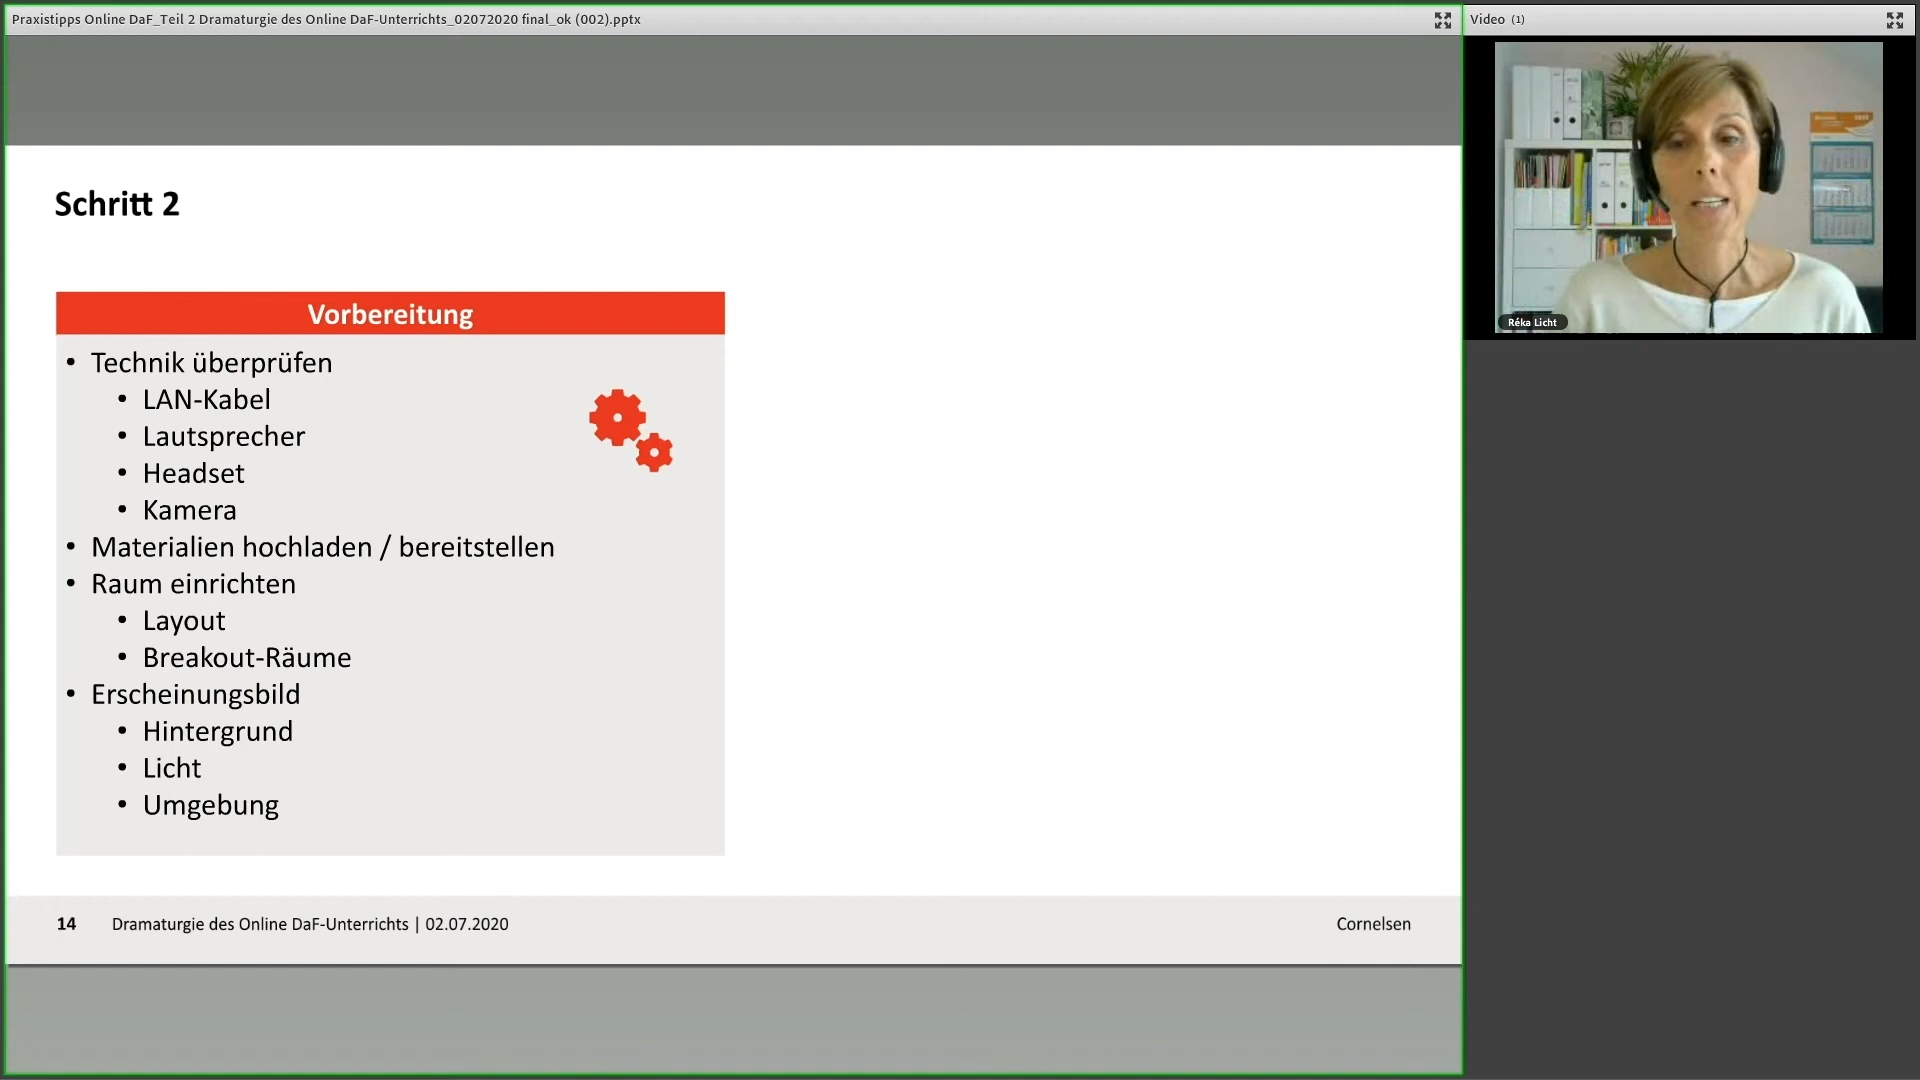 Praxistipps Online DaF_Teil 2 Dramaturgie des Online DaF-Unterrichts_02072020 final_ok (002).pptx
Video (1)
Réka Licht
Schritt 2
Vorbereitung
• Technik überprüfen
• LAN-Kabel
• Lautsprecher
• Headset
• Kamera
• Materialien hochladen / bereitstellen
• Raum einrichten
• Layout
• Breakout-Räume
• Erscheinungsbild
• Hintergrund
• Licht
• Umgebung
14 Dramaturgie des Online DaF-Unterrichts | 02.07.2020 Cornelsen